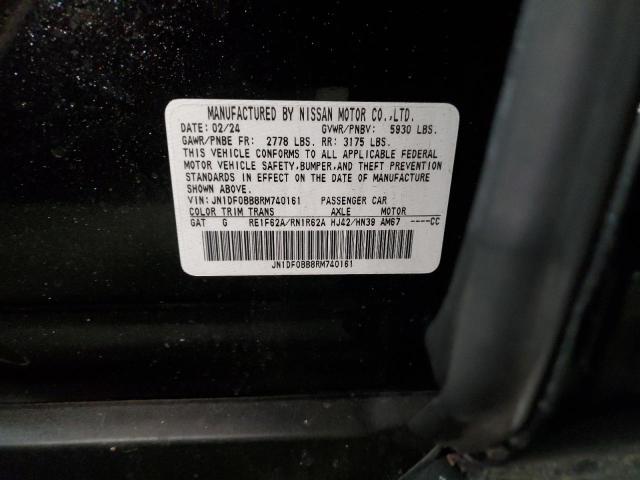 MANUFACTURED BY NISSAN MOTOR CO.,LTD.
DATE: 02/24 GVWR/PNBV: 5930 LBS.
GAWR/PNBE FR: 2778 LBS. RR: 3175 LBS.
THIS VEHICLE CONFORMS TO ALL APPLICABLE FEDERAL
MOTOR VEHICLE SAFETY, BUMPER, AND THEFT PREVENTION
STANDARDS IN EFFECT ON THE DATE OF MANUFACTURE
SHOWN ABOVE.
VIN: JN1DF0BB8RM740161 PASSENGER CAR
COLOR TRIM TRANS AXLE MOTOR
GAT G RE1F62A/RN1R62A HJ42/HN39 AM67 ----CC
JN1DF0BB8RM740161